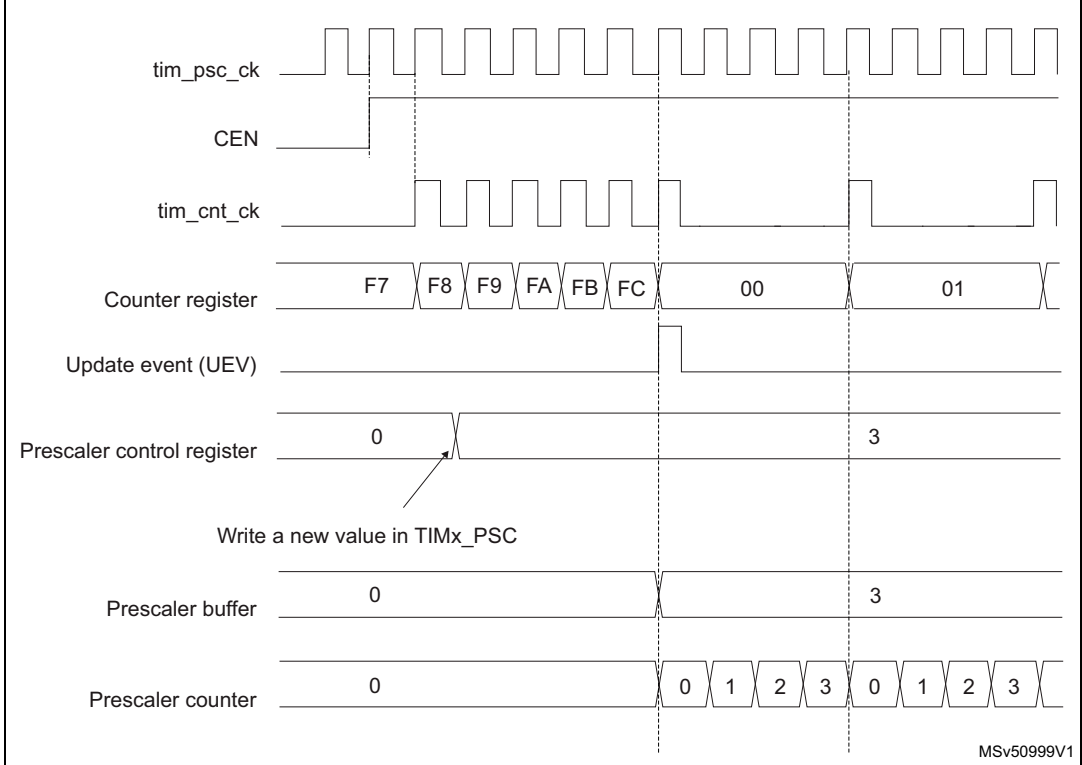 tim_psc_ck
CEN
tim_cnt_ck
Counter register F7 F8 F9 FA FB FC 00 01
Update event (UEV)
Prescaler control register 0 3
Write a new value in TIMx_PSC
Prescaler buffer 0 3
Prescaler counter 0 0 1 2 3 0 1 2 3
MSv50999V1